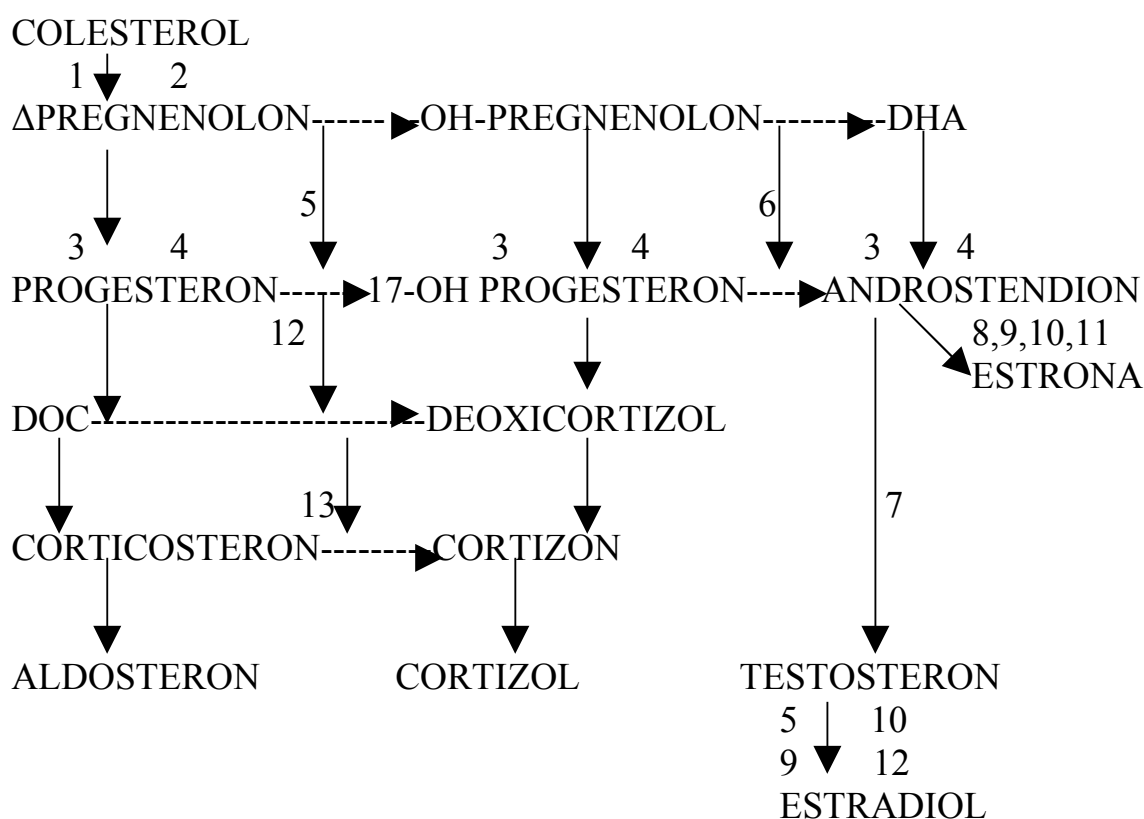 COLESTEROL
1 2
ΔPREGNENOLON OH-PREGNENOLON DHA
5 6
3 4 3 4 3 4
PROGESTERON 17-OH PROGESTERON ANDROSTENDION
12 8,9,10,11
ESTRONA
DOC DEOXICORTIZOL
13 7
CORTICOSTERON CORTIZON
ALDOSTERON CORTIZOL TESTOSTERON
5 10
9 12
ESTRADIOL